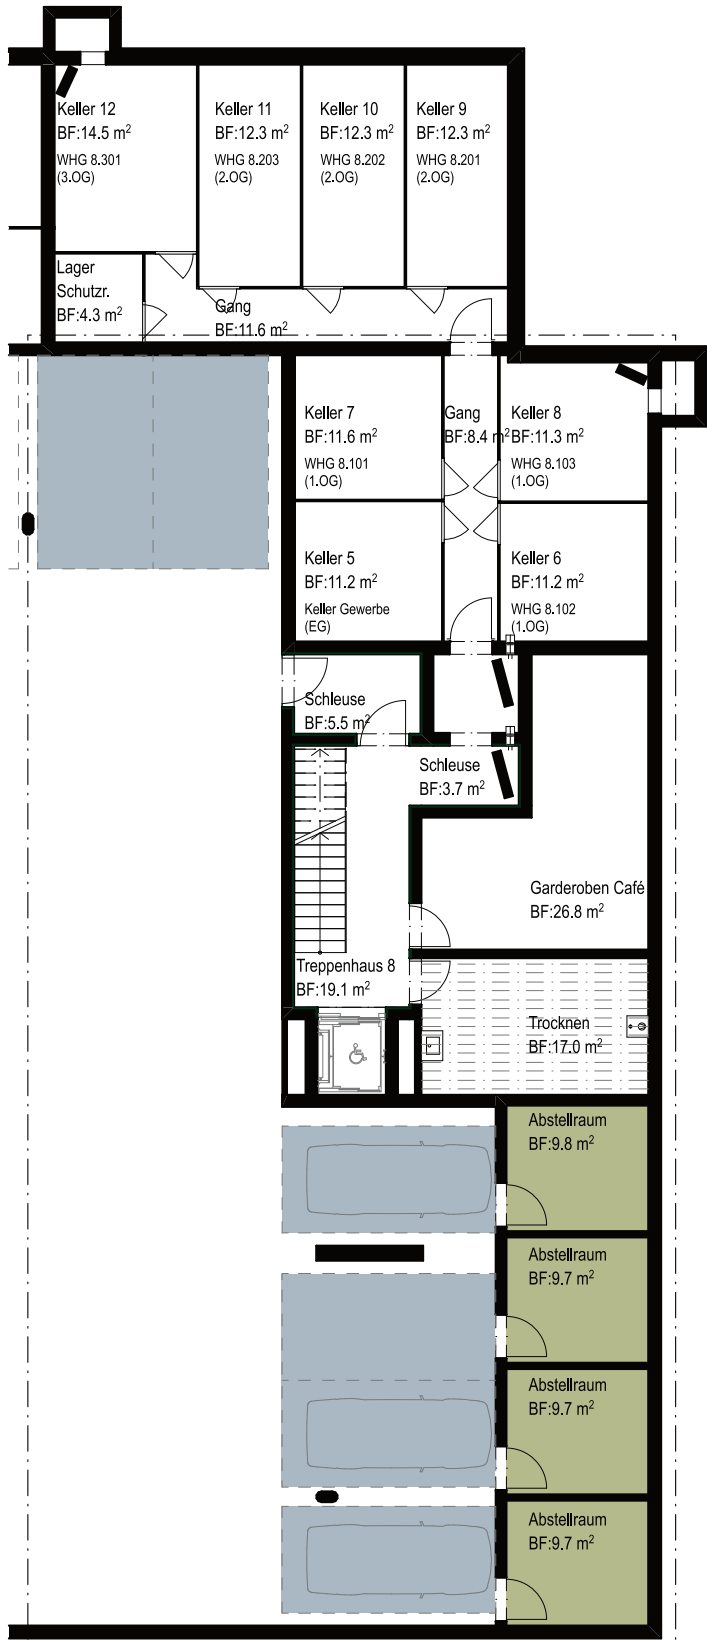 Keller 12
BF:14.5 m²
WHG 8.301
(3.OG)
Keller 11
BF:12.3 m²
WHG 8.203
(2.OG)
Keller 10
BF:12.3 m²
WHG 8.202
(2.OG)
Keller 9
BF:12.3 m²
WHG 8.201
(2.OG)
Lager
Schutzr.
BF:4.3 m²
Gang
BF:11.6 m²
Keller 7
BF:11.6 m²
WHG 8.101
(1.OG)
Gang
BF:8.4 m²
Keller 8
BF:11.3 m²
WHG 8.103
(1.OG)
Keller 5
BF:11.2 m²
Keller Gewerbe
(EG)
Keller 6
BF:11.2 m²
WHG 8.102
(1.OG)
Schleuse
BF:5.5 m²
Schleuse
BF:3.7 m²
Garderoben Café
BF:26.8 m²
Treppenhaus 8
BF:19.1 m²
Trocknen
BF:17.0 m²
Abstellraum
BF:9.8 m²
Abstellraum
BF:9.7 m²
Abstellraum
BF:9.7 m²
Abstellraum
BF:9.7 m²